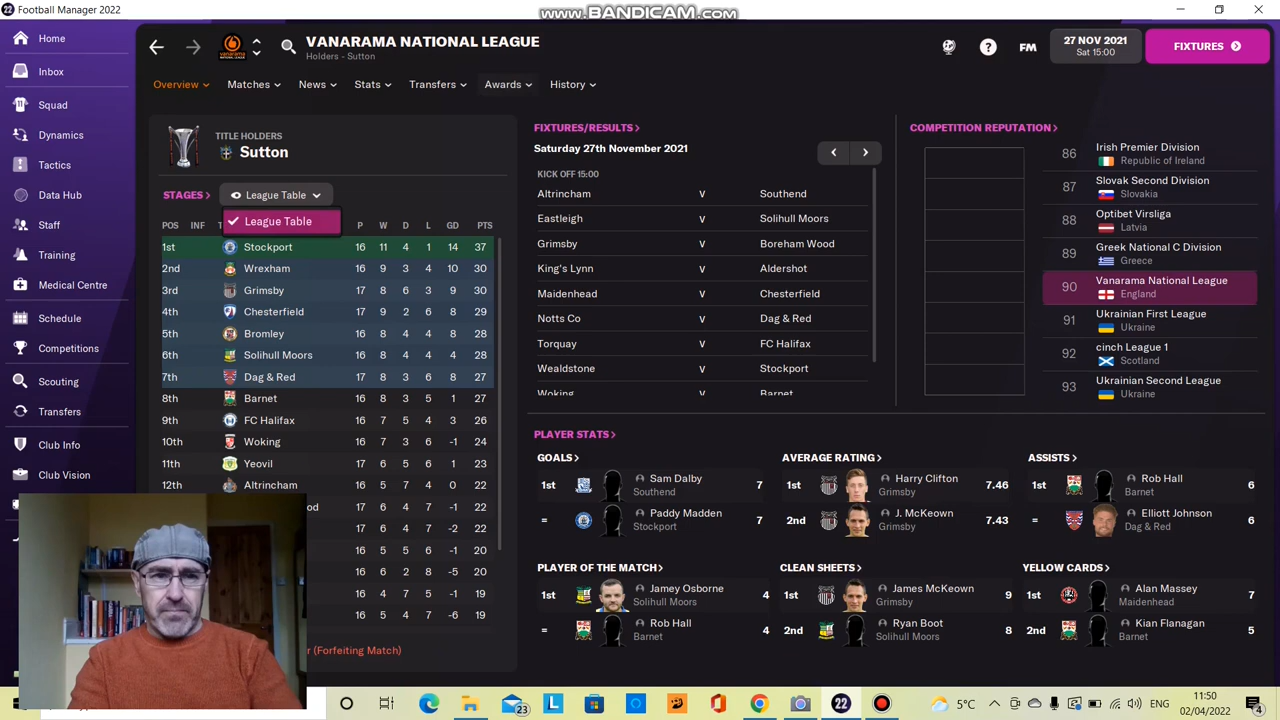 Football Manager 2022
www.BANDICAM.com
Home
Inbox
Squad
Dynamics
Tactics
Data Hub
Staff
Training
Medical Centre
Schedule
Competitions
Scouting
Transfers
Club Info
Club Vision
VANARAMA NATIONAL LEAGUE
Holders - Sutton
FM
27 NOV 2021
Sat 15:00
FIXTURES
Overview
Matches
News
Stats
Transfers
Awards
History
TITLE HOLDERS
Sutton
STAGES
League Table
League Table
POS INF T P W D L GD PTS
1st Stockport 16 11 4 1 14 37
2nd Wrexham 16 9 3 4 10 30
3rd Grimsby 17 8 6 3 9 30
4th Chesterfield 17 9 2 6 8 29
5th Bromley 16 8 4 4 8 28
6th Solihull Moors 16 8 4 4 4 28
7th Dag & Red 17 8 3 6 8 27
8th Barnet 16 8 3 5 1 27
9th FC Halifax 16 7 5 4 3 26
10th Woking 16 7 3 6 -1 24
11th Yeovil 17 6 5 6 1 23
12th Altrincham 16 5 7 4 0 22
od 17 6 4 7 -1 22
17 6 4 7 -2 22
16 5 5 6 -1 20
16 6 2 8 -5 20
16 4 7 5 -1 19
16 5 4 7 -6 19
r (Forfeiting Match)
FIXTURES/RESULTS
Saturday 27th November 2021
KICK OFF 15:00
Altrincham v Southend
Eastleigh v Solihull Moors
Grimsby v Boreham Wood
King's Lynn v Aldershot
Maidenhead v Chesterfield
Notts Co v Dag & Red
Torquay v FC Halifax
Wealdstone v Stockport
Woking v Barnet
COMPETITION REPUTATION
86 Irish Premier Division
Republic of Ireland
87 Slovak Second Division
Slovakia
88 Optibet Virsliga
Latvia
89 Greek National C Division
Greece
90 Vanarama National League
England
91 Ukrainian First League
Ukraine
92 cinch League 1
Scotland
93 Ukrainian Second League
Ukraine
PLAYER STATS
GOALS
1st Sam Dalby 7
Southend
= Paddy Madden 7
Stockport
AVERAGE RATING
1st Harry Clifton 7.46
Grimsby
2nd J. McKeown 7.43
Grimsby
ASSISTS
1st Rob Hall 6
Barnet
= Elliott Johnson 6
Dag & Red
PLAYER OF THE MATCH
1st Jamey Osborne 4
Solihull Moors
= Rob Hall 4
Barnet
CLEAN SHEETS
1st James McKeown 9
Grimsby
2nd Ryan Boot 8
Solihull Moors
YELLOW CARDS
1st Alan Massey 7
Maidenhead
2nd Kian Flanagan 5
Barnet
23
5°C
ENG
11:50
02/04/2022
4